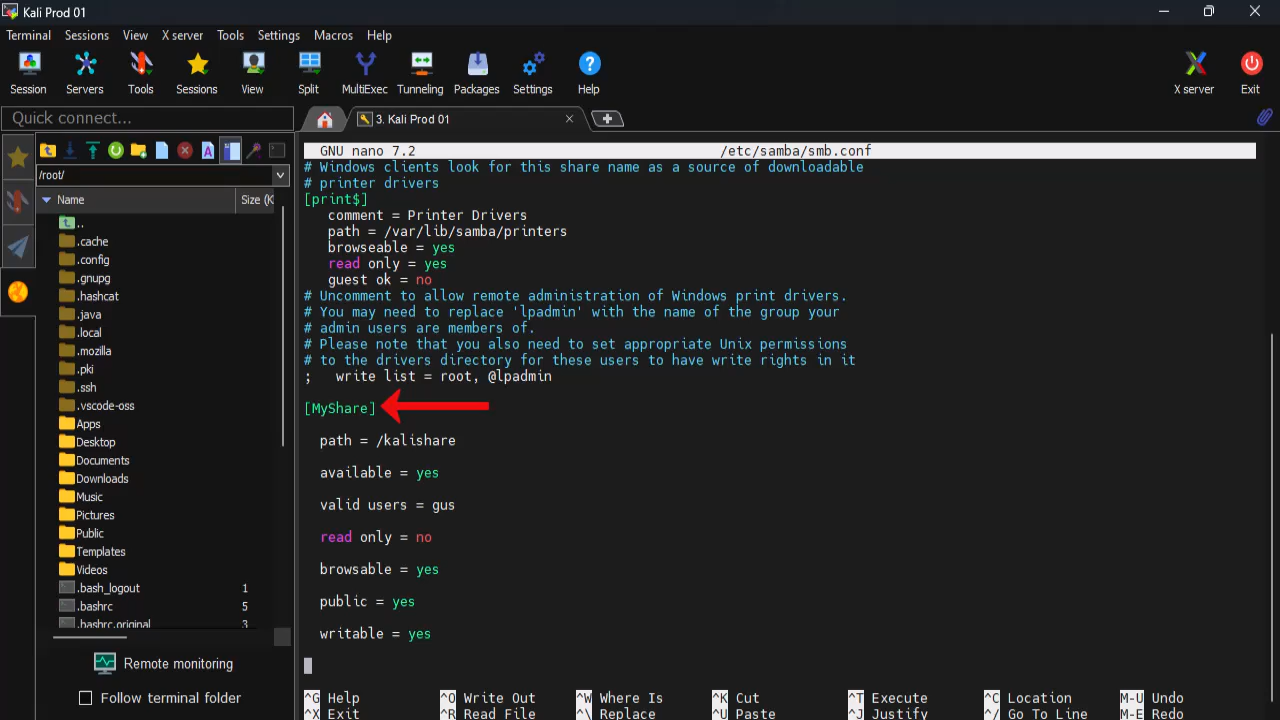 Kali Prod 01
Terminal Sessions View X server Tools Settings Macros Help
Session Servers Tools Sessions View Split MultiExec Tunneling Packages Settings Help X server Exit
Quick connect...
3. Kali Prod 01
/root/
Name Size (K
..
.cache
.config
.gnupg
.hashcat
.java
.local
.mozilla
.pki
.ssh
.vscode-oss
Apps
Desktop
Documents
Downloads
Music
Pictures
Public
Templates
Videos
.bash_logout 1
.bashrc 5
.bashrc.original 3
Remote monitoring
Follow terminal folder
GNU nano 7.2 /etc/samba/smb.conf
# Windows clients look for this share name as a source of downloadable
# printer drivers
[print$]
comment = Printer Drivers
path = /var/lib/samba/printers
browseable = yes
read only = yes
guest ok = no
# Uncomment to allow remote administration of Windows print drivers.
# You may need to replace 'lpadmin' with the name of the group your
# admin users are members of.
# Please note that you also need to set appropriate Unix permissions
# to the drivers directory for these users to have write rights in it
; write list = root, @lpadmin
[MyShare]
path = /kalishare
available = yes
valid users = gus
read only = no
browsable = yes
public = yes
writable = yes
^G Help ^O Write Out ^W Where Is ^K Cut ^T Execute ^C Location M-U Undo
^X Exit ^R Read File ^\ Replace ^U Paste ^J Justify ^/ Go To Line M-E Redo